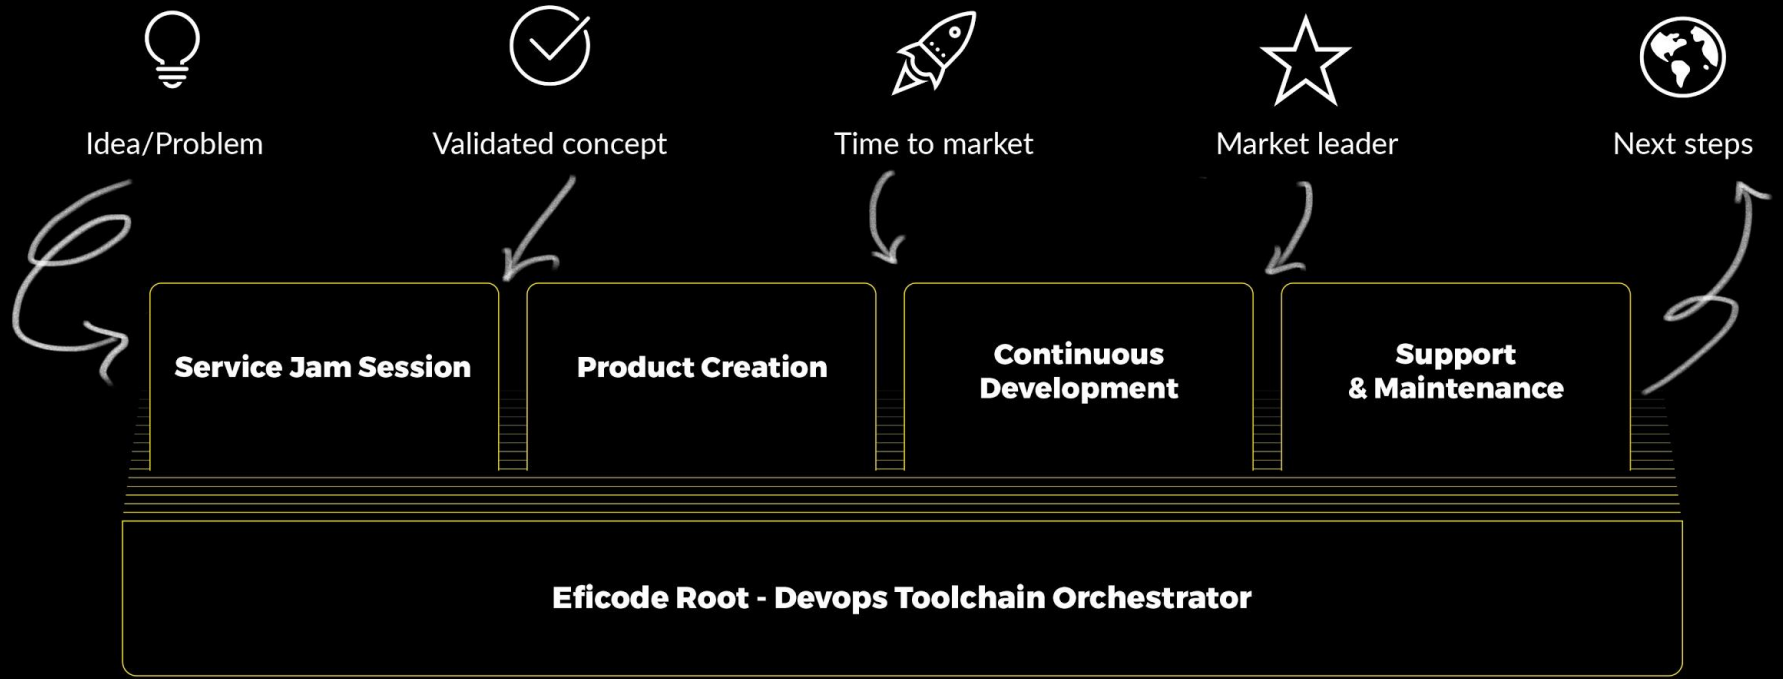 Idea/Problem
Validated concept
Time to market
Market leader
Next steps
Service Jam Session
Product Creation
Continuous
Development
Support
& Maintenance
Eficode Root - Devops Toolchain Orchestrator